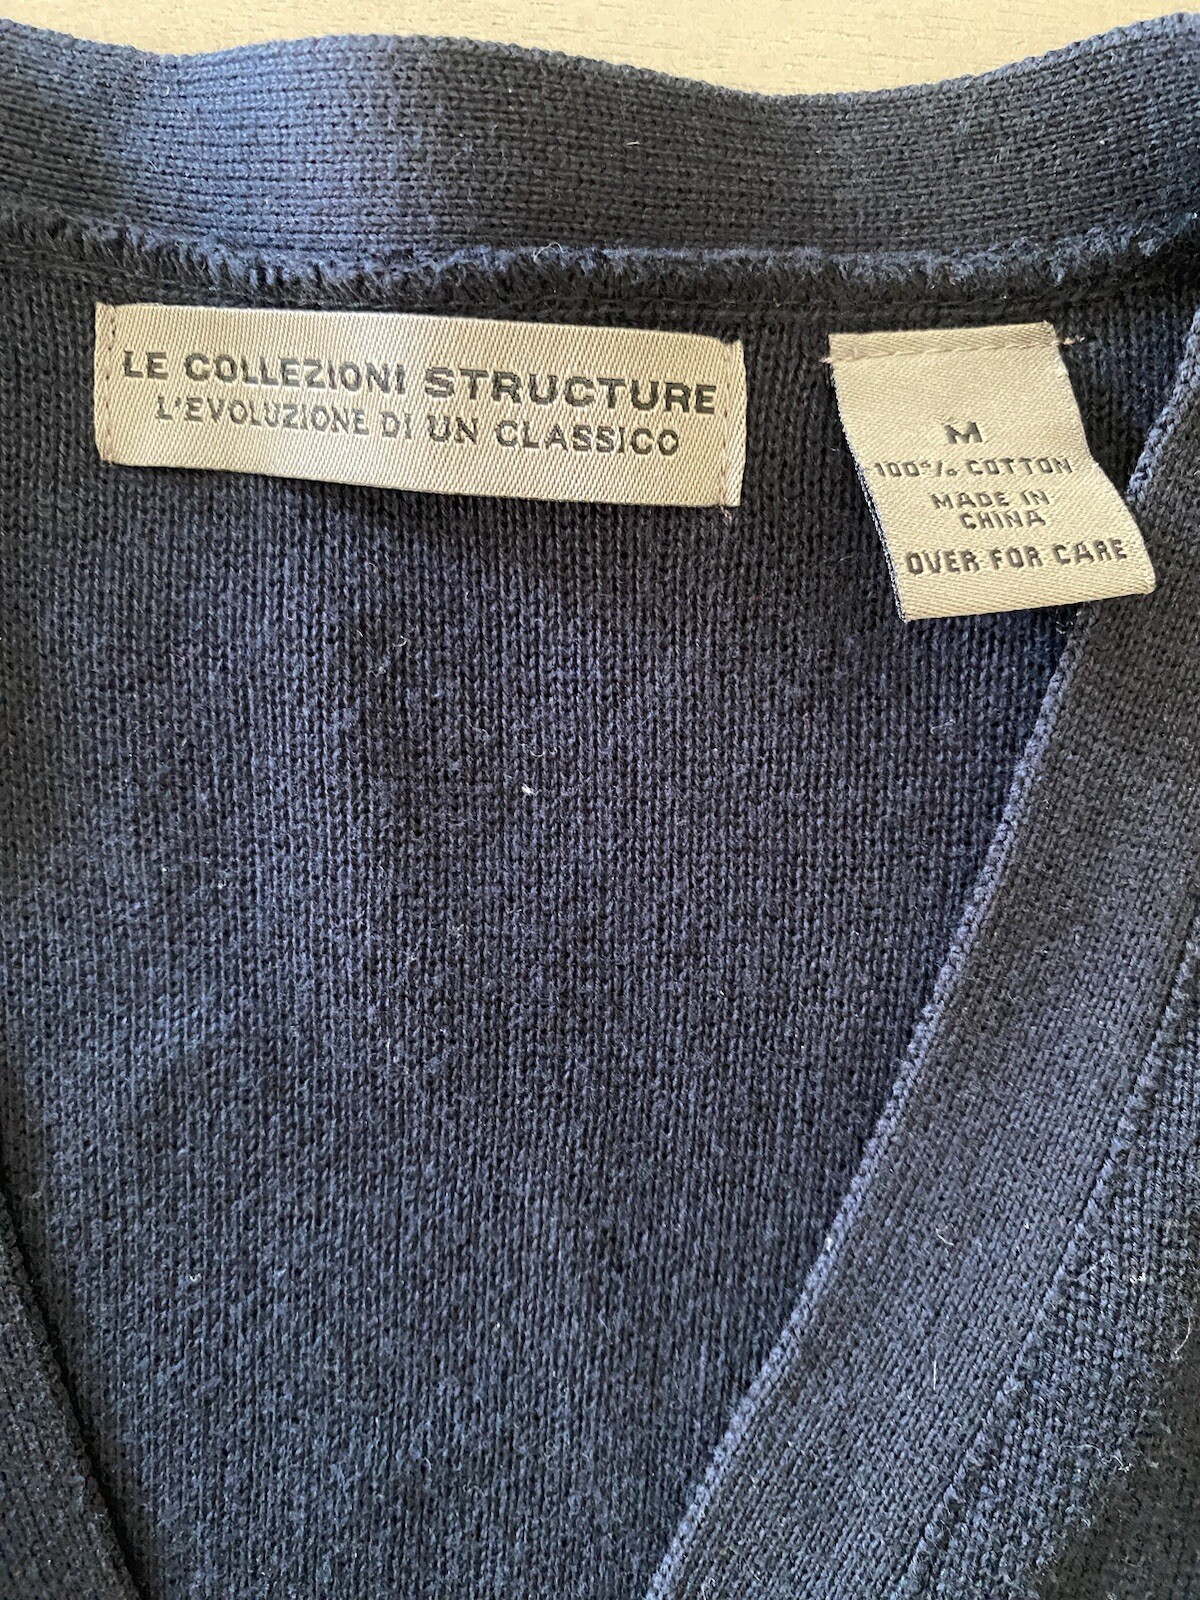 LE COLLEZIONI STRUCTURE
L'EVOLUZIONE DI UN CLASSICO
M
100% COTTON
MADE IN
CHINA
OVER FOR CARE